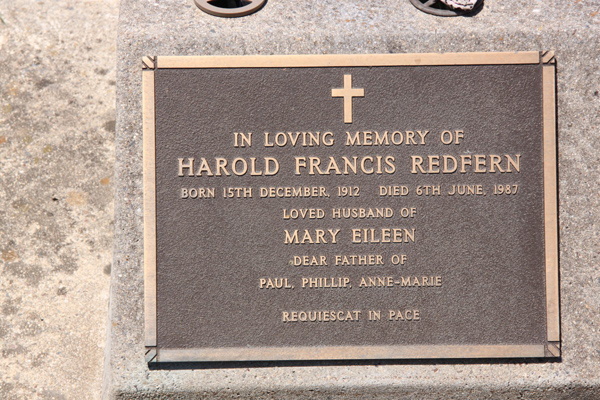 IN LOVING MEMORY OF
HAROLD FRANCIS REDFERN
BORN 15TH DECEMBER, 1912 DIED 6TH JUNE, 1987
LOVED HUSBAND OF
MARY EILEEN
DEAR FATHER OF
PAUL, PHILLIP, ANNE-MARIE
REQUIESCAT IN PACE